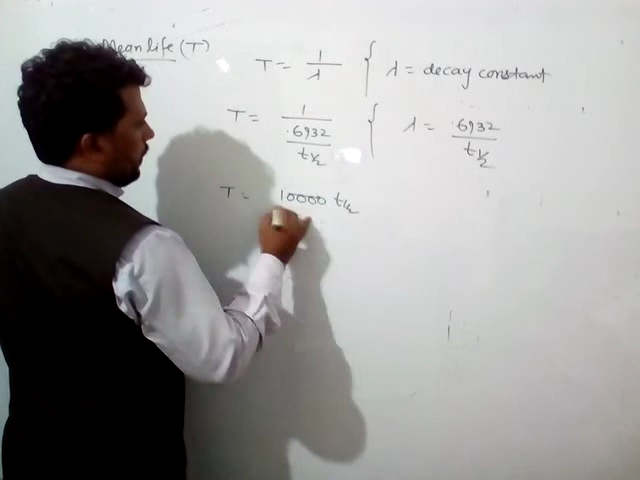 Mean life (T)
T = 1/λ { λ = decay constant
T = 1/(.6932/t½) { λ = .6932/t½
T = 10000 t½